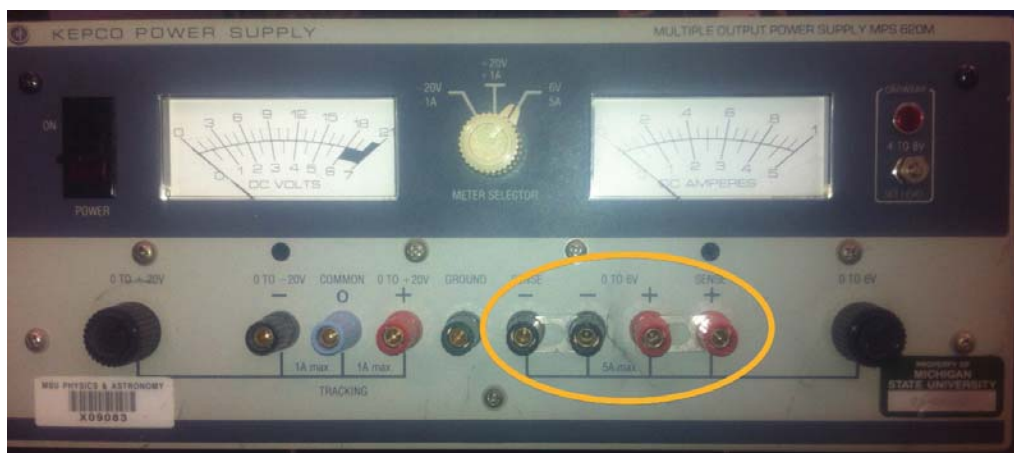 KEPCO POWER SUPPLY
MULTIPLE OUTPUT POWER SUPPLY MPS 620M
ON
POWER
0 3 6 9 12 15 18 21
0 1 2 3 4 5 6 7
DC VOLTS
-20V
1A
+20V
+1A
6V
5A
METER SELECTOR
0 2 4 6 8 1
1 2 3 4 5
DC AMPERES
4 TO 8V
0 TO ±20V
0 TO -20V
COMMON
0 TO +20V
GROUND
SENSE
0 TO 6V
SENSE
0 TO 6V
- 0 + - - + +
1A max
1A max
5A max
TRACKING
MSU PHYSICS & ASTRONOMY
X09083
PROPERTY OF
MICHIGAN
STATE UNIVERSITY